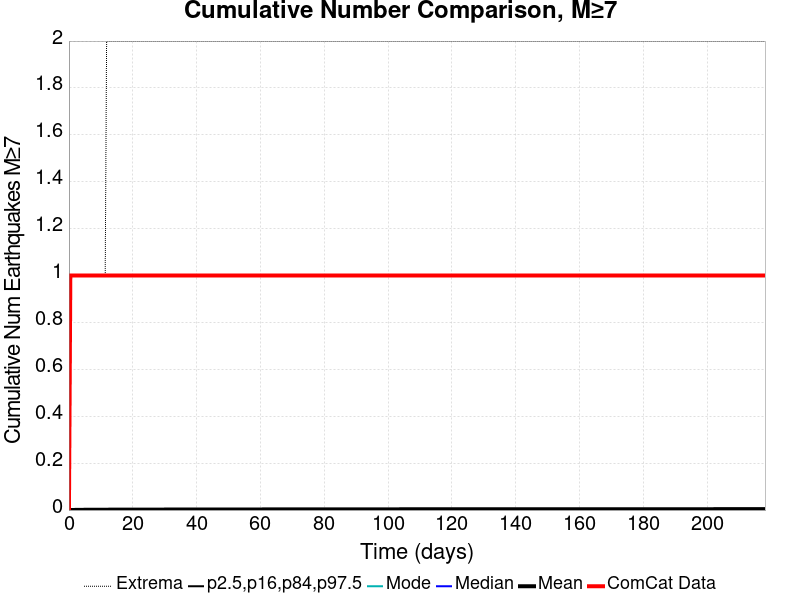 Cumulative Number Comparison, M≥7
Cumulative Num Earthquakes M≥7
2
1.8
1.6
1.4
1.2
1
0.8
0.6
0.4
0.2
0
0 20 40 60 80 100 120 140 160 180 200
Time (days)
Extrema p2.5,p16,p84,p97.5 Mode Median Mean ComCat Data